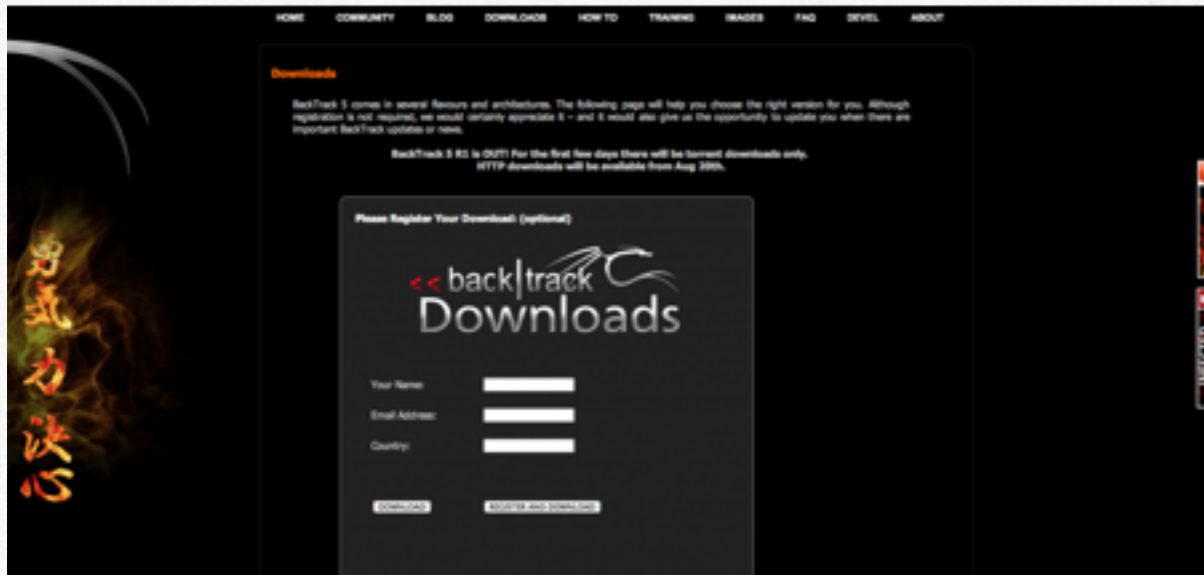 HOME COMMUNITY BLOG DOWNLOADS HOW TO TRAINING IMAGES FAQ DEVEL ABOUT
Downloads
BackTrack 5 comes in several flavours and architectures. The following page will help you choose the right version for you. Although
registration is not required, we would certainly appreciate it – and it would also give us the opportunity to update you when there are
important BackTrack updates or news.
BackTrack 5 R1 is OUT! For the first few days there will be torrent downloads only.
HTTP downloads will be available from Aug 20th.
Please Register Your Download: (optional)
<< back|track
Downloads
Your Name:
Email Address:
Country:
DOWNLOAD REGISTER AND DOWNLOAD
勇
気
力
決
心